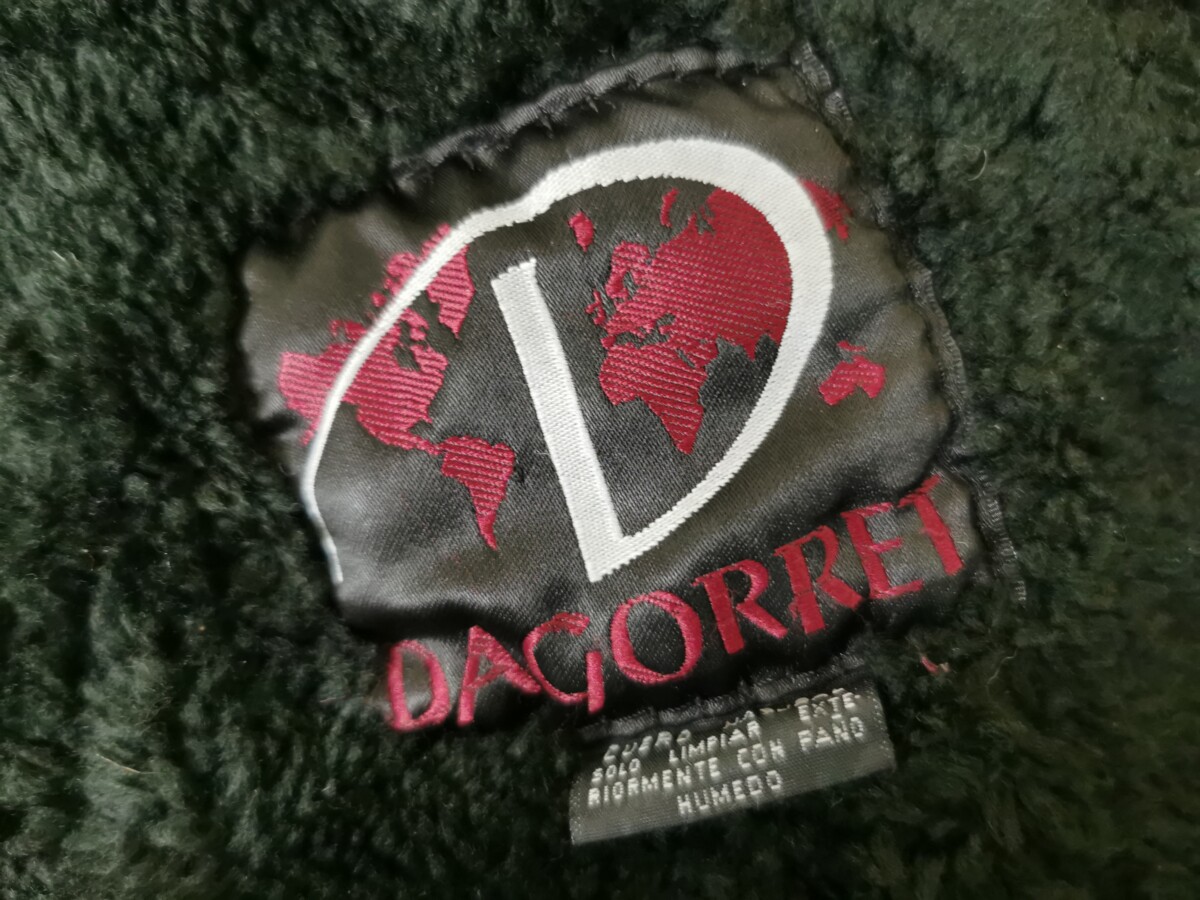 D
DAGORRET
CUERO
SOLO LIMPIAR EXTE-
RIORMENTE CON PAÑO
HUMEDO